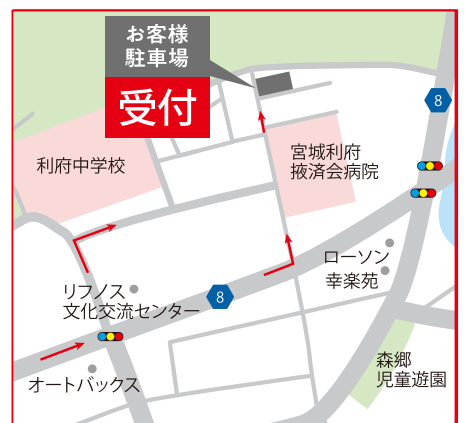 お客様
駐車場
受付
8
利府中学校
宮城利府
掖済会病院
ローソン
幸楽苑
リフノス
文化交流センター
8
オートバックス
森郷
児童遊園